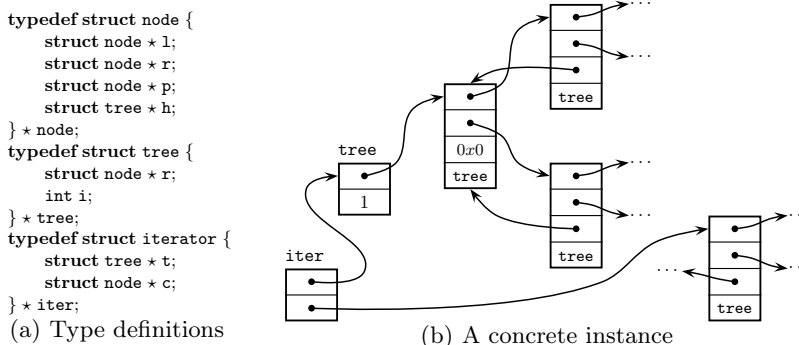 typedef struct node {
struct node ⋆ l;
struct node ⋆ r;
struct node ⋆ p;
struct tree ⋆ h;
} ⋆ node;
typedef struct tree {
struct node ⋆ r;
int i;
} ⋆ tree;
typedef struct iterator {
struct tree ⋆ t;
struct node ⋆ c;
} ⋆ iter;
(a) Type definitions
...
...
tree
0x0
tree
tree
1
...
...
tree
iter
...
...
...
tree
(b) A concrete instance